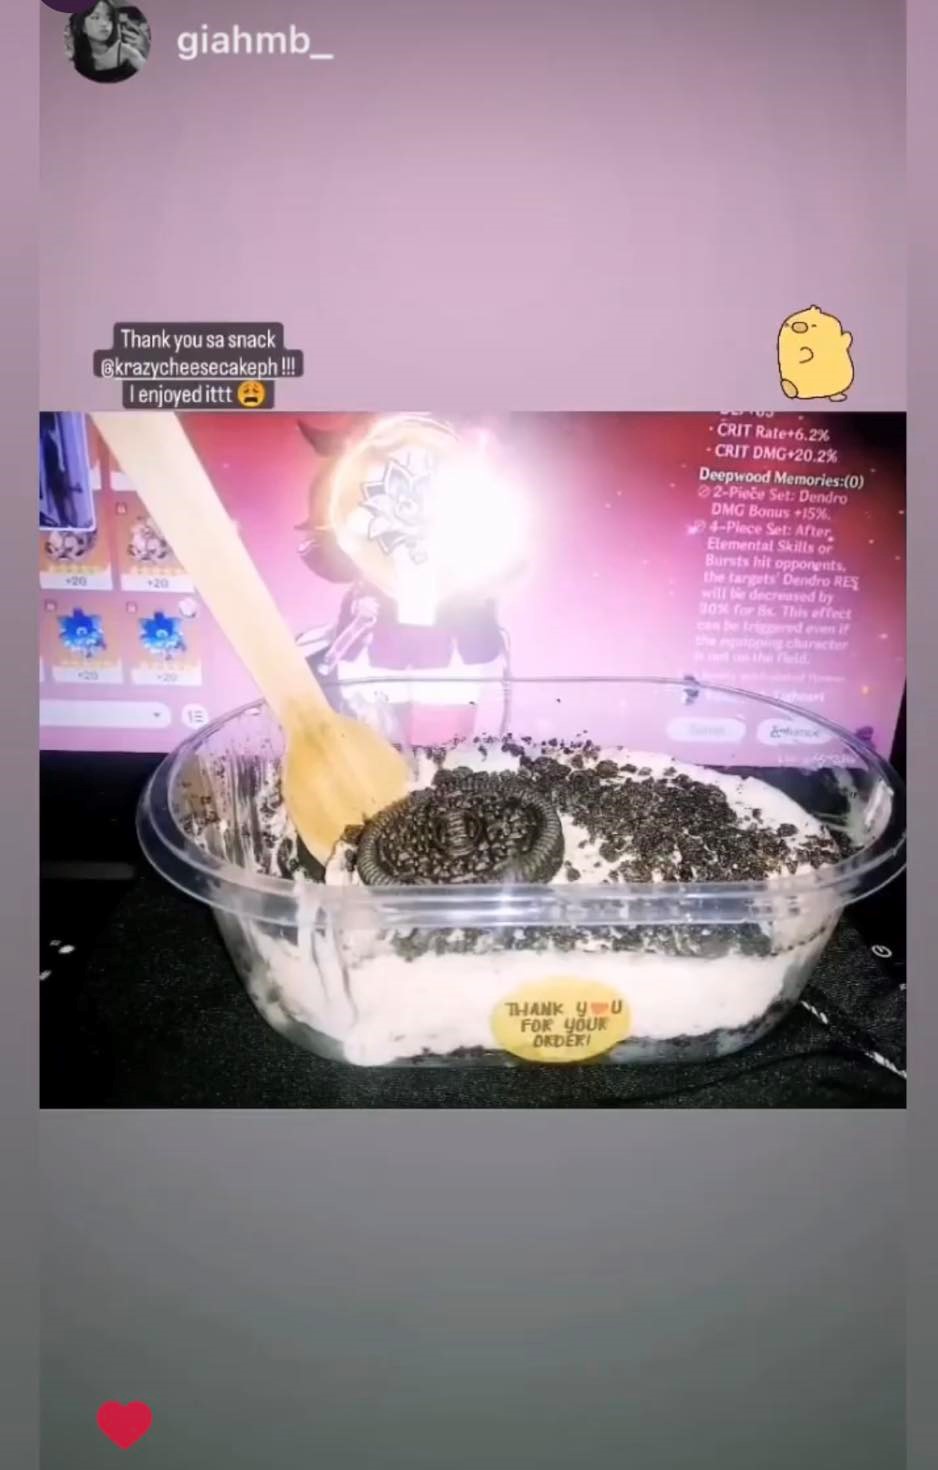 giahmb_
Thank you sa snack
@krazycheesecakeph !!!
I enjoyed ittt 😩
· CRIT Rate+6.2%
· CRIT DMG+20.2%
Deepwood Memories:(0)
2-Piece Set: Dendro
DMG Bonus +15%.
4-Piece Set: After
Elemental Skills or
Bursts hit opponents,
the targets' Dendro RES
will be decreased by
30% for 8s. This effect
can be triggered even if
the equipping character
is not on the field.
+20
+20
+20
+20
Enhance
THANK Y❤U
FOR YOUR
ORDER!